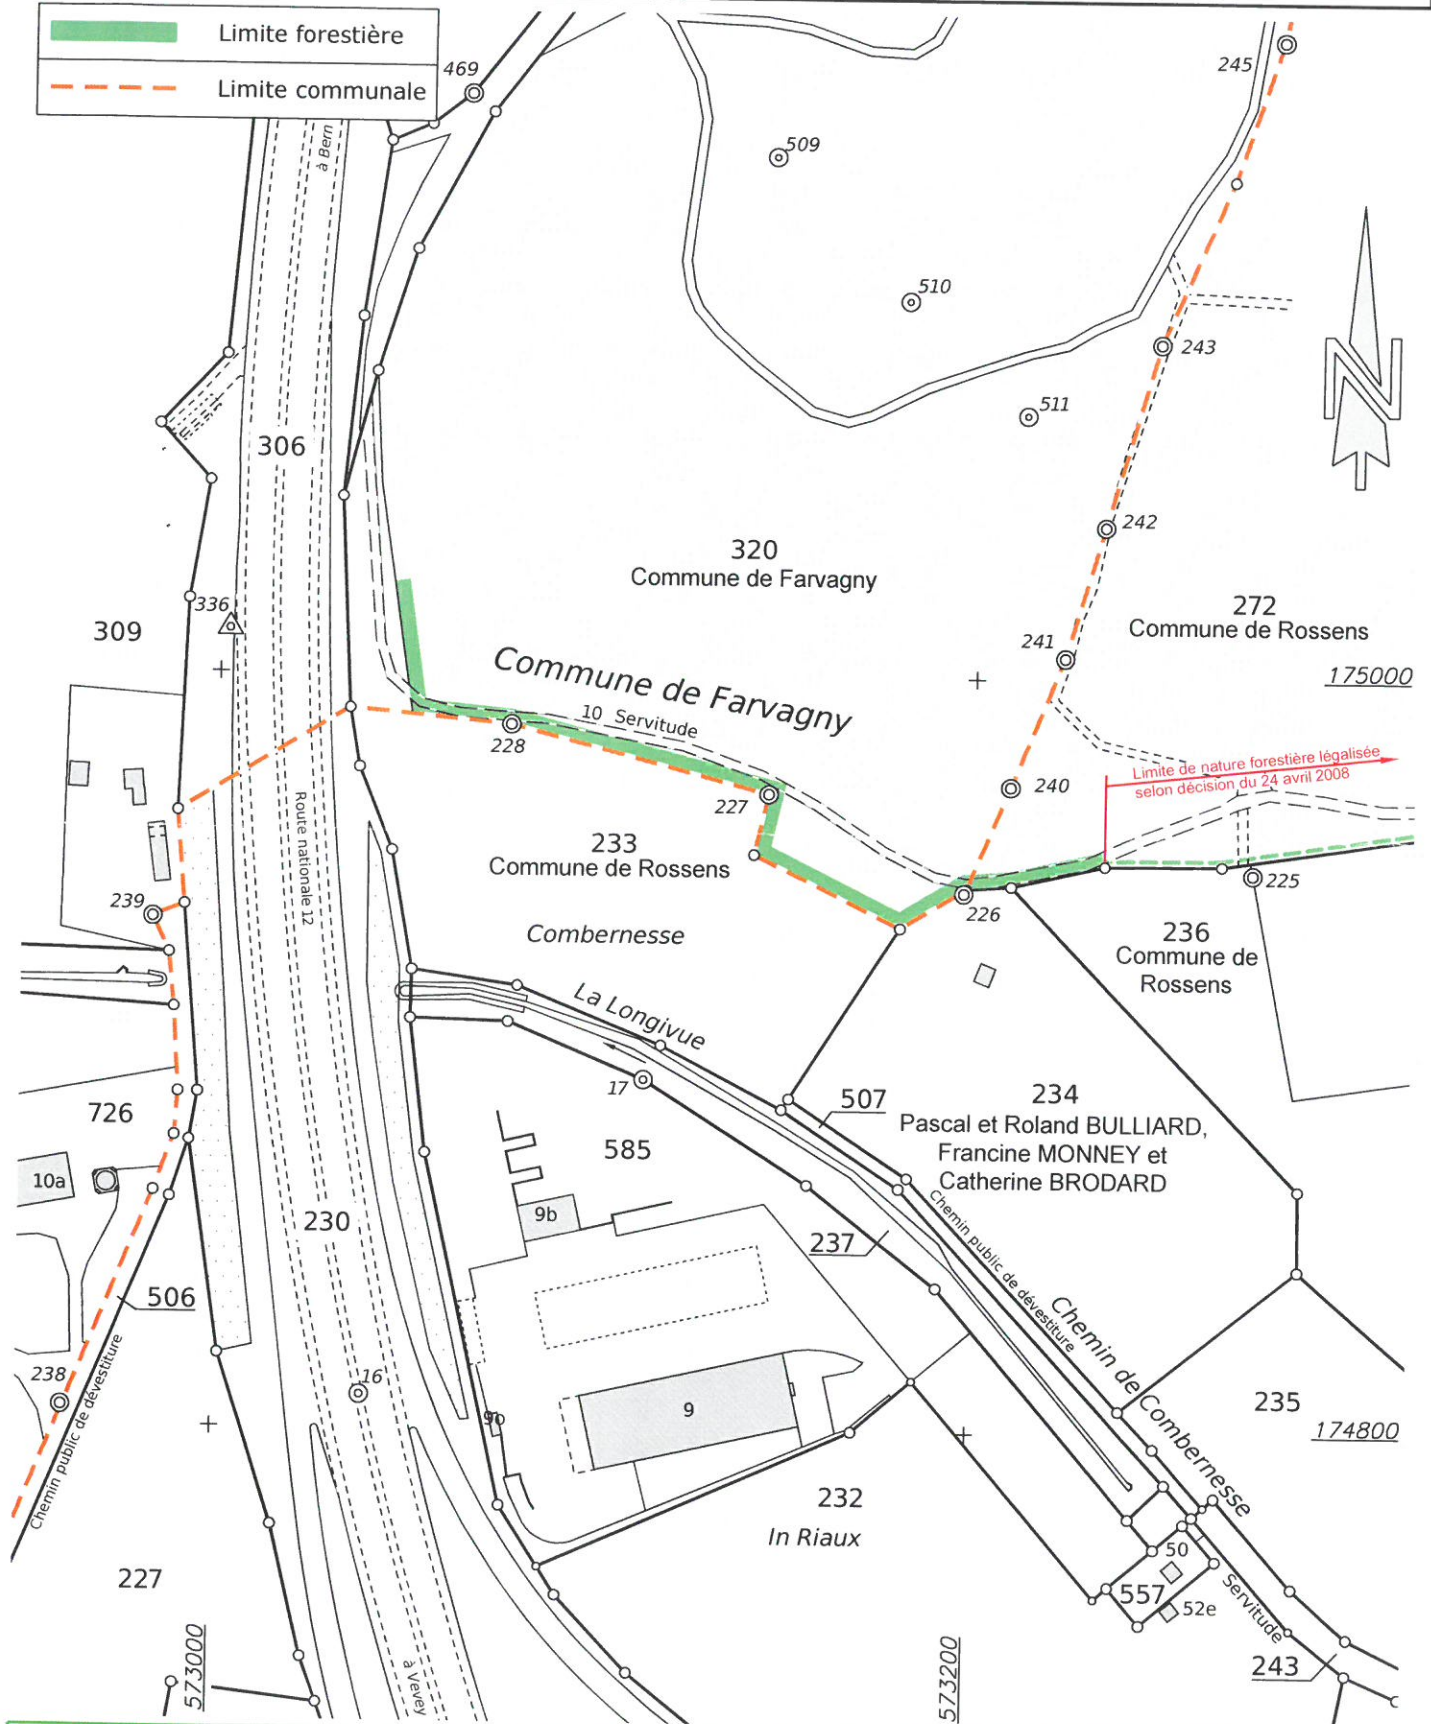 Limite forestière
Limite communale
469
245
à Bern
509
510
243
511
306
242
320
Commune de Farvagny
272
Commune de Rossens
336
309
241
175000
Commune de Farvagny
10 Servitude
228
Limite de nature forestière légalisée
selon décision du 24 avril 2008
240
227
Route nationale 12
233
Commune de Rossens
225
239
226
236
Commune de
Rossens
Combernesse
La Longivue
17
507
234
Pascal et Roland BULLIARD,
Francine MONNEY et
Catherine BRODARD
726
585
10a
9b
230
237
Chemin public de dévestiture
506
Chemin de Combernesse
238
Chemin public de dévestiture
16
9
235
174800
232
In Riaux
50
557
52e
Servitude
227
243
573000
à Vevey
573200